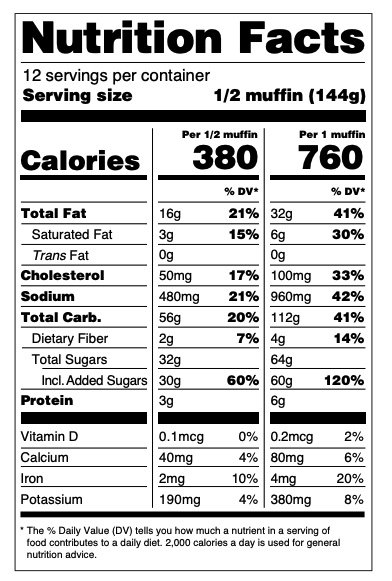 Nutrition Facts
12 servings per container
Serving size 1/2 muffin (144g)
Per 1/2 muffin Per 1 muffin
Calories 380 760
% DV* % DV*
Total Fat 16g 21% 32g 41%
Saturated Fat 3g 15% 6g 30%
Trans Fat 0g 0g
Cholesterol 50mg 17% 100mg 33%
Sodium 480mg 21% 960mg 42%
Total Carb. 56g 20% 112g 41%
Dietary Fiber 2g 7% 4g 14%
Total Sugars 32g 64g
Incl. Added Sugars 30g 60% 60g 120%
Protein 3g 6g
Vitamin D 0.1mcg 0% 0.2mcg 2%
Calcium 40mg 4% 80mg 6%
Iron 2mg 10% 4mg 20%
Potassium 190mg 4% 380mg 8%
* The % Daily Value (DV) tells you how much a nutrient in a serving of
food contributes to a daily diet. 2,000 calories a day is used for general
nutrition advice.